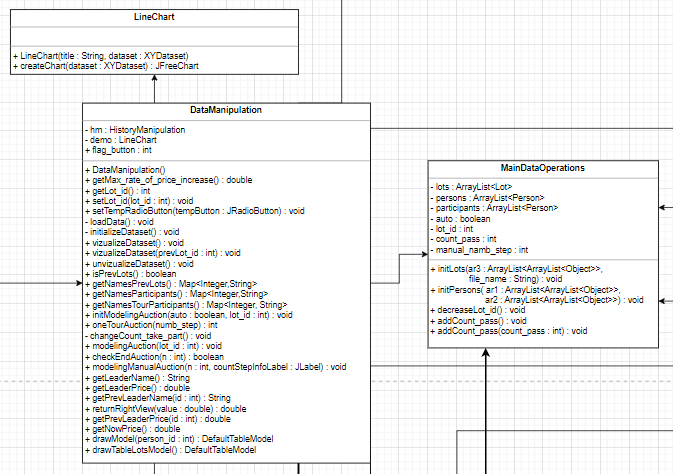 LineChart
+ LineChart(title : String, dataset : XYDataset)
+ createChart(dataset : XYDataset) : JFreeChart
DataManipulation
- hm : HistoryManipulation
- demo : LineChart
+ flag_button : int
+ DataManipulation()
+ getMax_rate_of_price_increase() : double
+ getLot_id() : int
+ setLot_id(lot_id : int) : void
+ setTempRadioButton(tempButton : JRadioButton) : void
- loadData() : void
- initializeDataset() : void
+ vizualizeDataset() : void
+ vizualizeDataset(prevLot_id : int) : void
+ unvizualizeDataset() : void
+ isPrevLots() : boolean
+ getNamesPrevLots() : Map<Integer,String>
+ getNamesParticipants() : Map<Integer,String>
+ getNamesTourParticipants() : Map<Integer, String>
+ initModelingAuction(auto : boolean, lot_id : int) : void
+ oneTourAuction(numb_step) : int
- changeCount_take_part() : void
+ modelingAuction(lot_id : int) : void
+ checkEndAuction(n : int) : boolean
+ modelingManualAuction(n : int, countStepInfoLabel : JLabel) : void
+ getLeaderName() : String
+ getLeaderPrice() : double
+ getPrevLeaderName(id : int) : String
+ returnRightView(value : double) : double
+ getPrevLeaderPrice(id : int) : double
+ getNowPrice() : double
+ drawModel(person_id : int) : DefaultTableModel
+ drawTableLotsModel() : DefaultTableModel
MainDataOperations
- lots : ArrayList<Lot>
- persons : ArrayList<Person>
- participants : ArrayList<Person>
- auto : boolean
- lot_id : int
- count_pass : int
- manual_namb_step : int
+ initLots(ar3 : ArrayList<ArrayList<Object>>,
file_name : String) : void
+ initPersons( ar1 : ArrayList<ArrayList<Object>>,
ar2 : ArrayList<ArrayList<Object>>) : void
+ decreaseLot_id() : void
+ addCount_pass() : void
+ addCount_pass(count_pass : int) : void